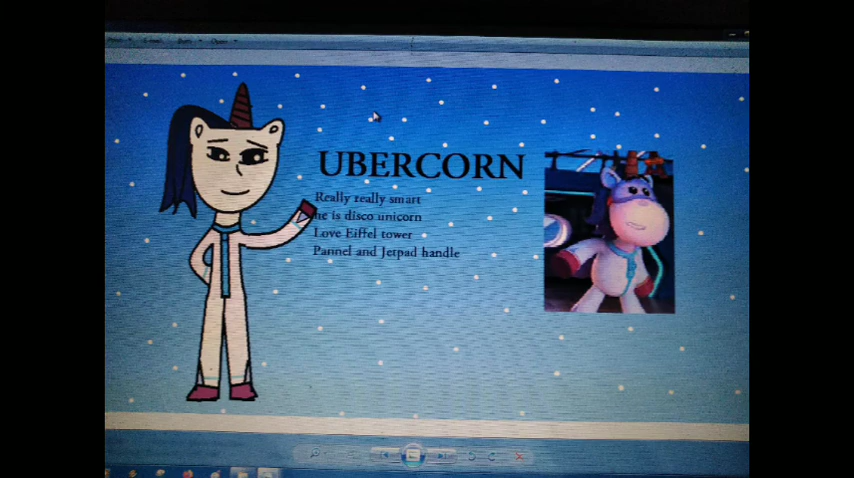 UBERCORN
Really really smart
he is disco unicorn
Love Eiffel tower
Pannel and Jetpad handle